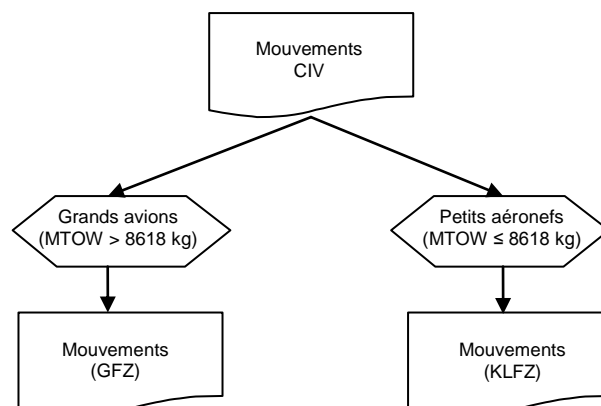 Mouvements
CIV
Grands avions
(MTOW > 8618 kg)
Petits aéronefs
(MTOW ≤ 8618 kg)
Mouvements
(GFZ)
Mouvements
(KLFZ)